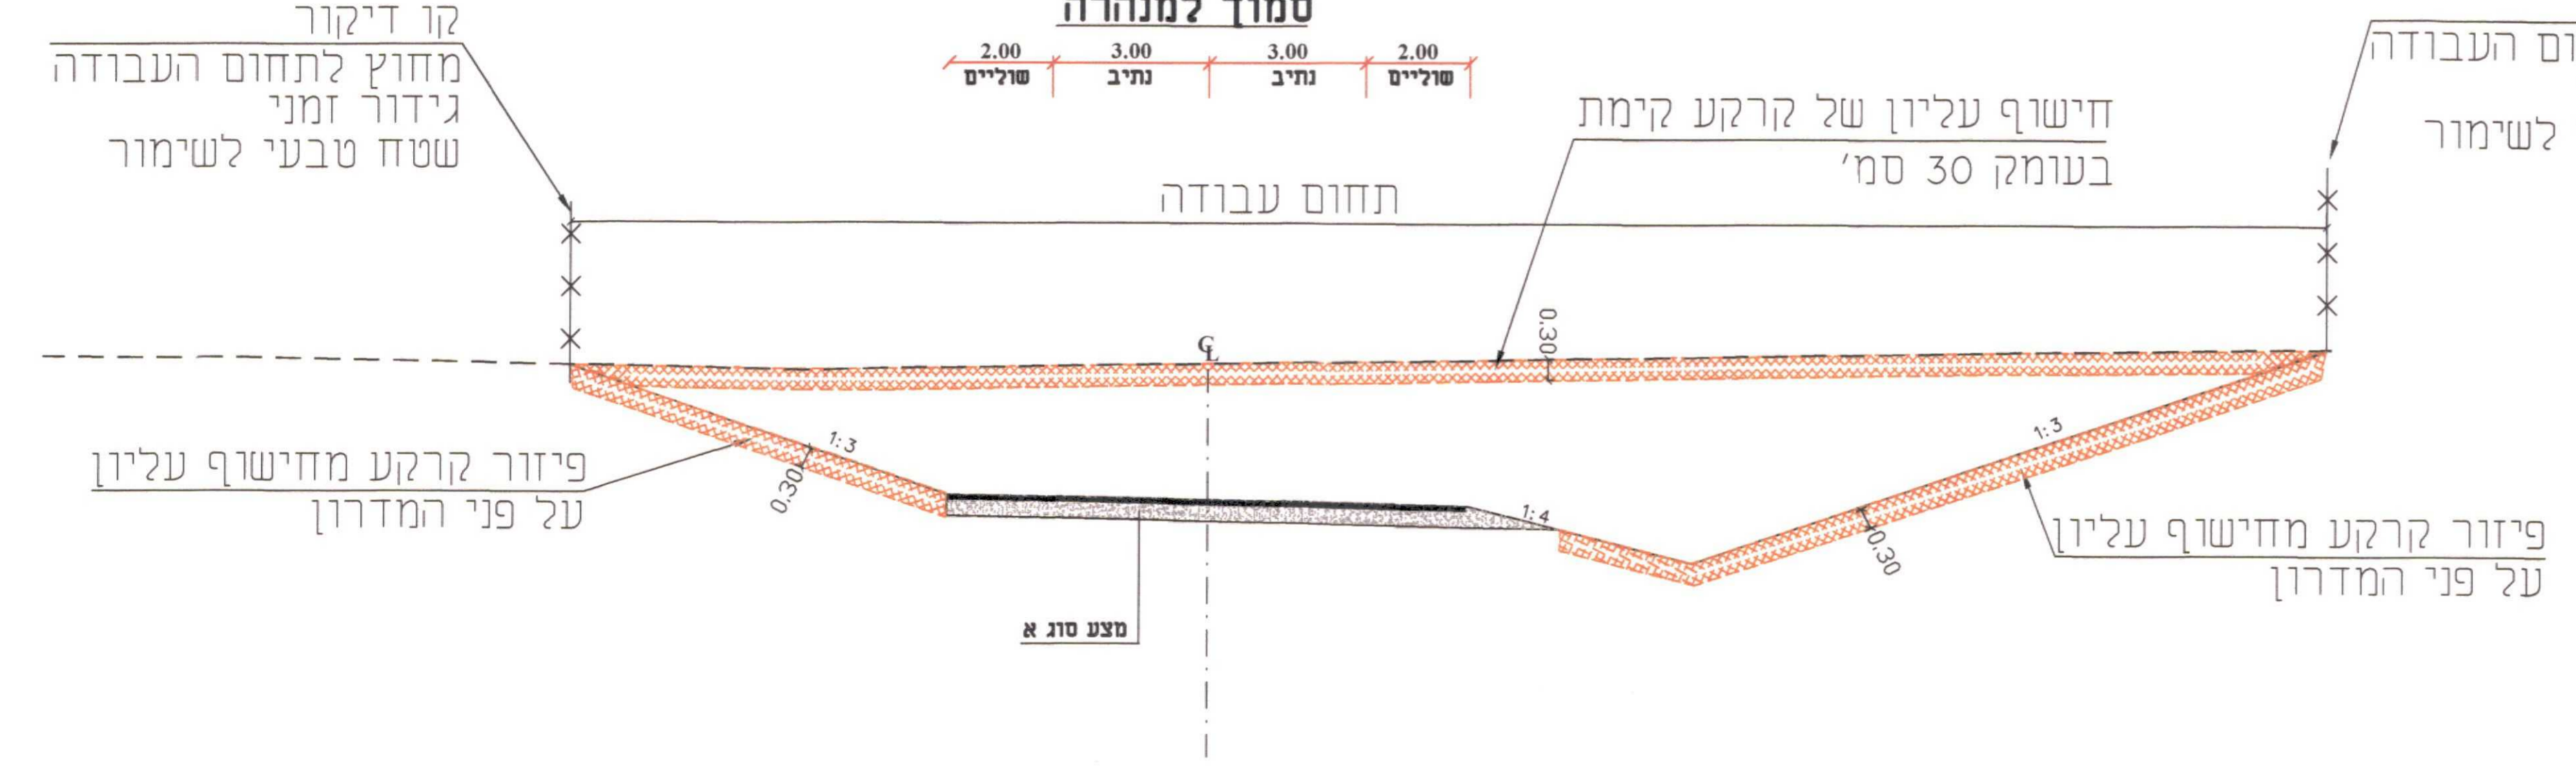 סמוך למנהרה
2.00 3.00 3.00 2.00
שוליים נתיב נתיב שוליים
קו דיקור
מחוץ לתחום העבודה
גידור זמני
שטח טבעי לשימור
העבודה
לשימור
חישוף עליון של קרקע קימת
בעומק 30 סמ'
תחום עבודה
0.30
CL
1:3
0.30
פיזור קרקע מחישוף עליון
על פני המדרון
1:4
1:3
0.30
פיזור קרקע מחישוף עליון
על פני המדרון
מצע סוג א